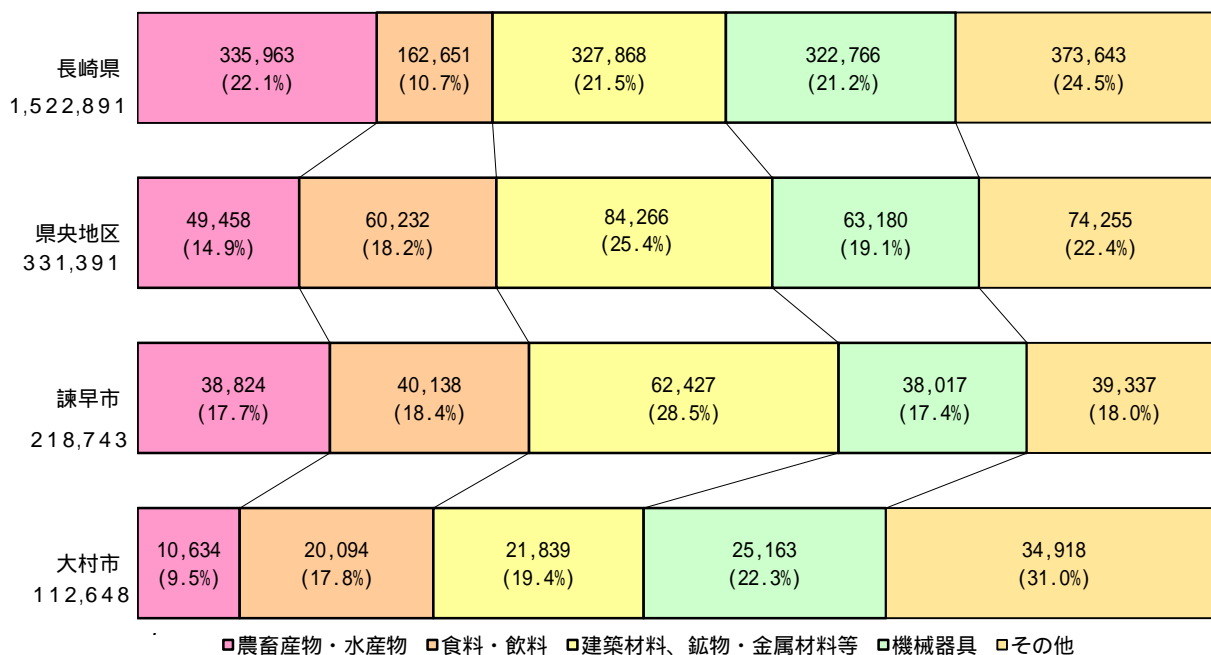 335,963 162,651 327,868 322,766 373,643
長崎県 (22.1%) (10.7%) (21.5%) (21.2%) (24.5%)
1,522,891
49,458 60,232 84,266 63,180 74,255
県央地区 (14.9%) (18.2%) (25.4%) (19.1%) (22.4%)
331,391
38,824 40,138 62,427 38,017 39,337
諫早市 (17.7%) (18.4%) (28.5%) (17.4%) (18.0%)
218,743
10,634 20,094 21,839 25,163 34,918
大村市 (9.5%) (17.8%) (19.4%) (22.3%) (31.0%)
112,648
農畜産物・水産物 食料・飲料 建築材料、鉱物・金属材料等 機械器具 その他